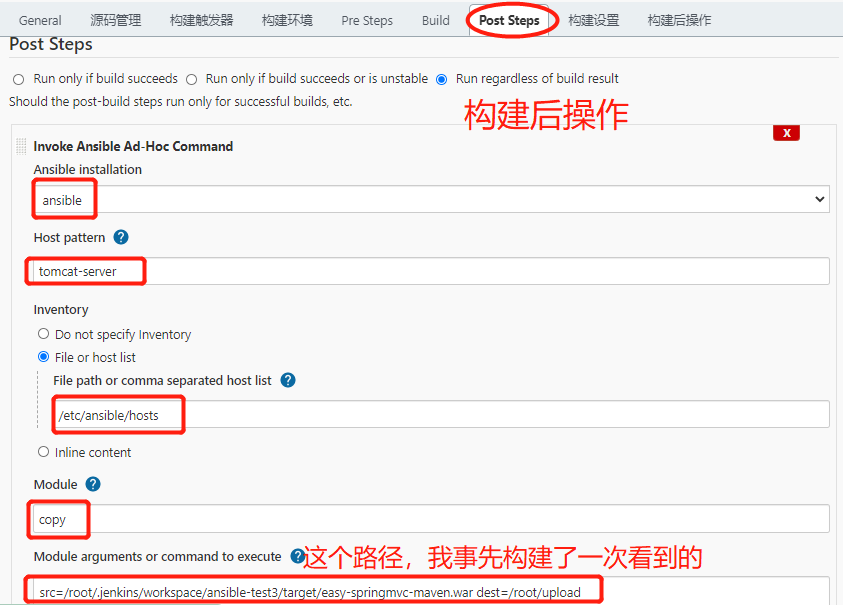 General 源码管理 构建触发器 构建环境 Pre Steps Build Post Steps 构建设置 构建后操作
Post Steps
Run only if build succeeds Run only if build succeeds or is unstable Run regardless of build result
Should the post-build steps run only for successful builds, etc.
构建后操作
X
Invoke Ansible Ad-Hoc Command
Ansible installation
ansible
Host pattern ?
tomcat-server
Inventory
Do not specify Inventory
File or host list
File path or comma separated host list ?
/etc/ansible/hosts
Inline content
Module ?
copy
Module arguments or command to execute ? 这个路径，我事先构建了一次看到的
src=/root/.jenkins/workspace/ansible-test3/target/easy-springmvc-maven.war dest=/root/upload